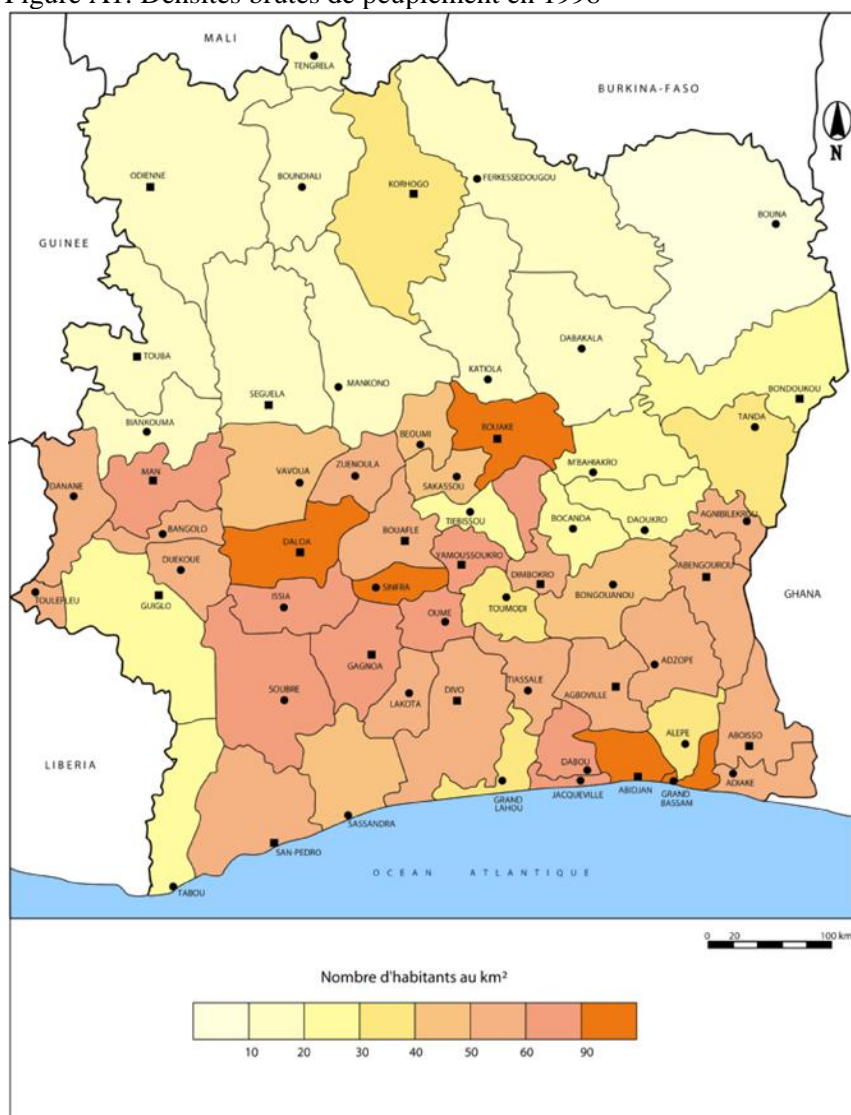 Figure A1: Densités brutes de peuplement en 1998
MALI
TENGRELA
BURKINA-FASO
N
ODIENNE
BOUNDIALI
KORHOGO
FERKESSEDOUGOU
BOUNA
GUINEE
TOUBA
SEGUELA
MANKONO
KATIOLA
DABAKALA
BONDOUKOU
BIANKOUMA
BEOUMI
BOUAKE
TANDA
MAN
DANANE
VAVOUA
ZUENOULA
SAKASSOU
M'BAHIAKRO
BANGOLO
TIEBISSOU
BOCANDA
DAOUKRO
AGNIBILEKROU
DALOA
BOUAFLE
YAMOUSSOUKRO
DUEKOUE
DIMBOKRO
ABENGOUROU
TOULEPLEU
GUIGLO
ISSIA
SINFRA
TOUMODI
BONGOUANOU
GHANA
OUME
GAGNOA
ADZOPE
SOUBRE
LAKOTA
DIVO
TIASSALE
AGBOVILLE
ALEPE
ABOISSO
LIBERIA
DABOU
ADIAKE
GRAND
LAHOU
JACQUEVILLE
ABIDJAN
GRAND
BASSAM
SASSANDRA
SAN-PEDRO
OCEAN ATLANTIQUE
TABOU
0 20 100 km
Nombre d'habitants au km²
10 20 30 40 50 60 90